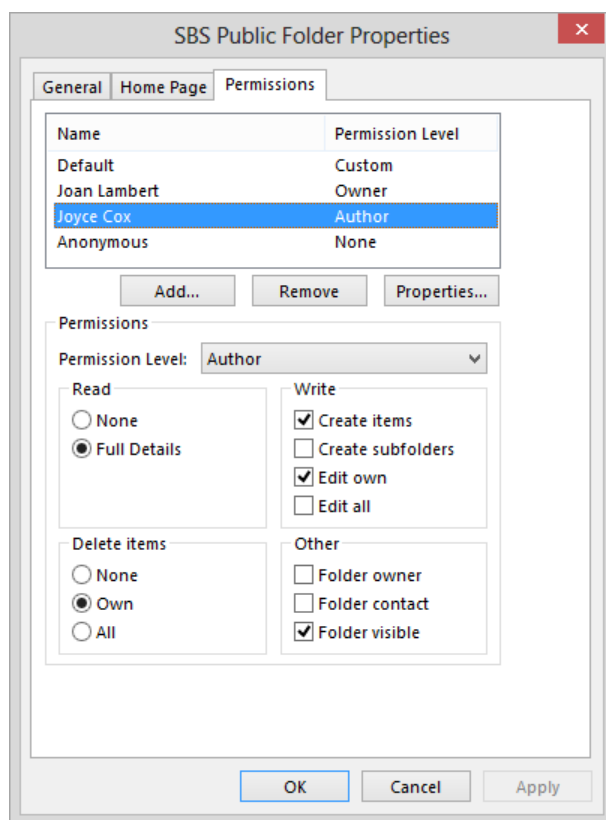 SBS Public Folder Properties
General Home Page Permissions
Name Permission Level
Default Custom
Joan Lambert Owner
Joyce Cox Author
Anonymous None
Add... Remove Properties...
Permissions
Permission Level: Author
Read
None
Full Details
Write
Create items
Create subfolders
Edit own
Edit all
Delete items
None
Own
All
Other
Folder owner
Folder contact
Folder visible
OK Cancel Apply